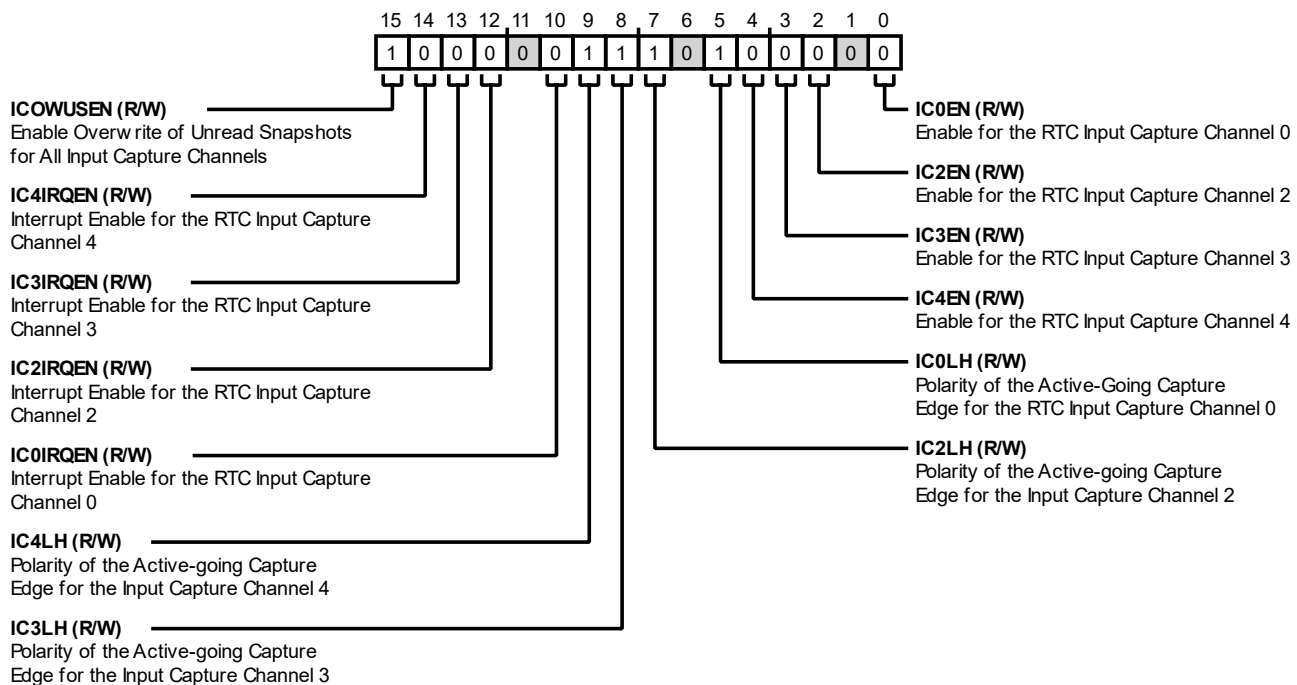 15 14 13 12 11 10 9 8 7 6 5 4 3 2 1 0
1 0 0 0 0 0 1 1 1 0 1 0 0 0 0 0
ICOWUSEN (R/W)
Enable Overwrite of Unread Snapshots
for All Input Capture Channels
IC4IRQEN (R/W)
Interrupt Enable for the RTC Input Capture
Channel 4
IC3IRQEN (R/W)
Interrupt Enable for the RTC Input Capture
Channel 3
IC2IRQEN (R/W)
Interrupt Enable for the RTC Input Capture
Channel 2
IC0IRQEN (R/W)
Interrupt Enable for the RTC Input Capture
Channel 0
IC4LH (R/W)
Polarity of the Active-going Capture
Edge for the Input Capture Channel 4
IC3LH (R/W)
Polarity of the Active-going Capture
Edge for the Input Capture Channel 3
IC0EN (R/W)
Enable for the RTC Input Capture Channel 0
IC2EN (R/W)
Enable for the RTC Input Capture Channel 2
IC3EN (R/W)
Enable for the RTC Input Capture Channel 3
IC4EN (R/W)
Enable for the RTC Input Capture Channel 4
IC0LH (R/W)
Polarity of the Active-Going Capture
Edge for the RTC Input Capture Channel 0
IC2LH (R/W)
Polarity of the Active-going Capture
Edge for the Input Capture Channel 2